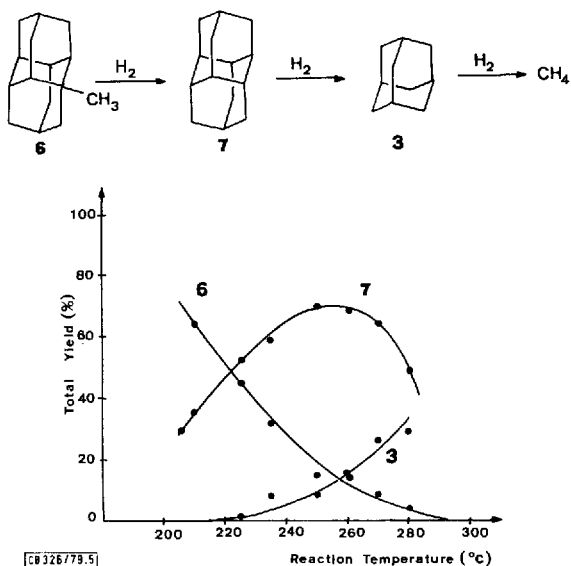 H2 H2 H2
CH4
CH3
6 7 3
100
80
60
40
20
0
Total Yield (%)
6
7
3
200 220 240 260 280 300
CB326/79.5
Reaction Temperature (°C)